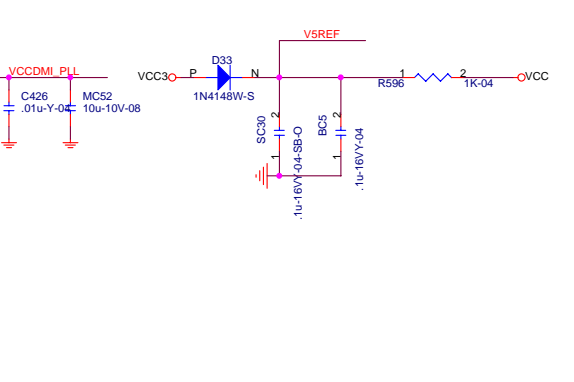 V5REF
VCCDMI_PLL
C426
.01u-Y-04
MC52
10u-10V-08
VCC3
P
D33
N
1N4148W-S
SC30
2
1
.1u-16VY-04-SB-O
BC5
2
1
.1u-16VY-04
R596
1
2
1K-04
VCC